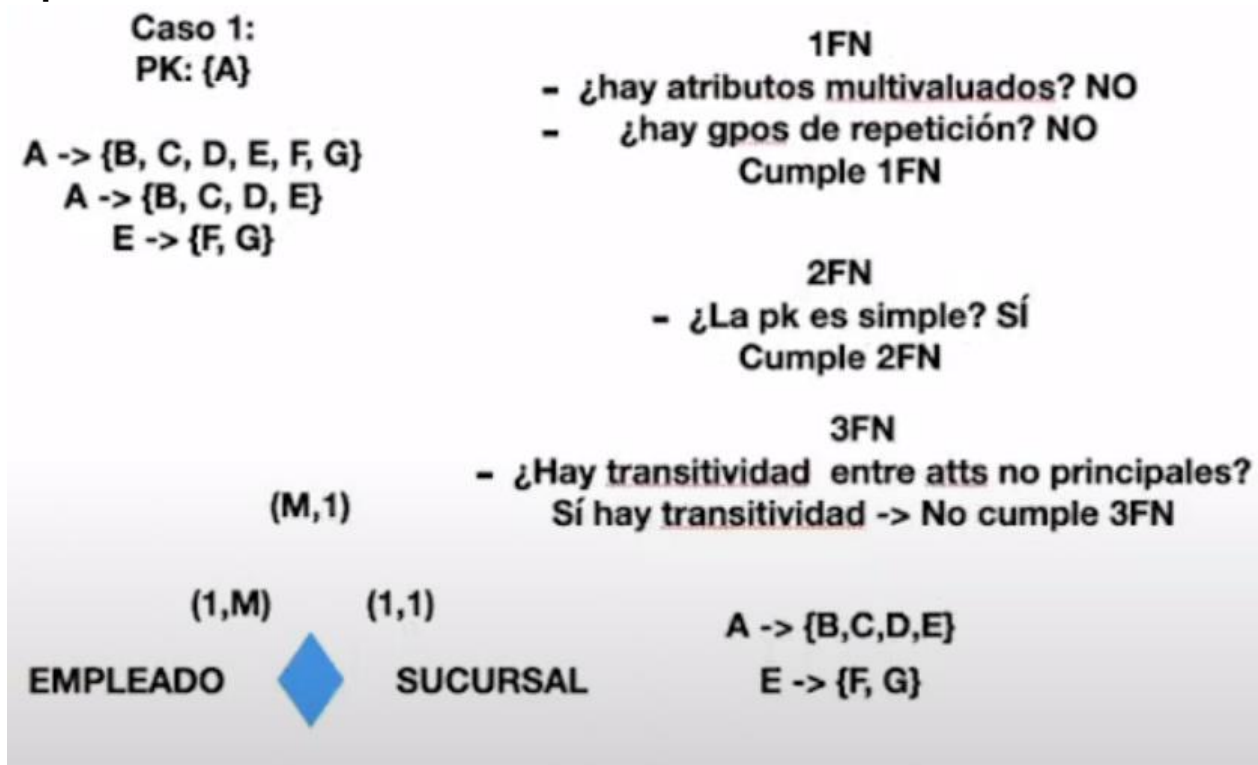 Caso 1:
PK: {A}
A -> {B, C, D, E, F, G}
A -> {B, C, D, E}
E -> {F, G}
1FN
- ¿hay atributos multivaluados? NO
- ¿hay gpos de repetición? NO
Cumple 1FN
2FN
- ¿La pk es simple? SÍ
Cumple 2FN
3FN
- ¿Hay transitividad entre atts no principales?
Sí hay transitividad -> No cumple 3FN
(M,1)
(1,M) (1,1)
EMPLEADO SUCURSAL
A -> {B,C,D,E}
E -> {F, G}